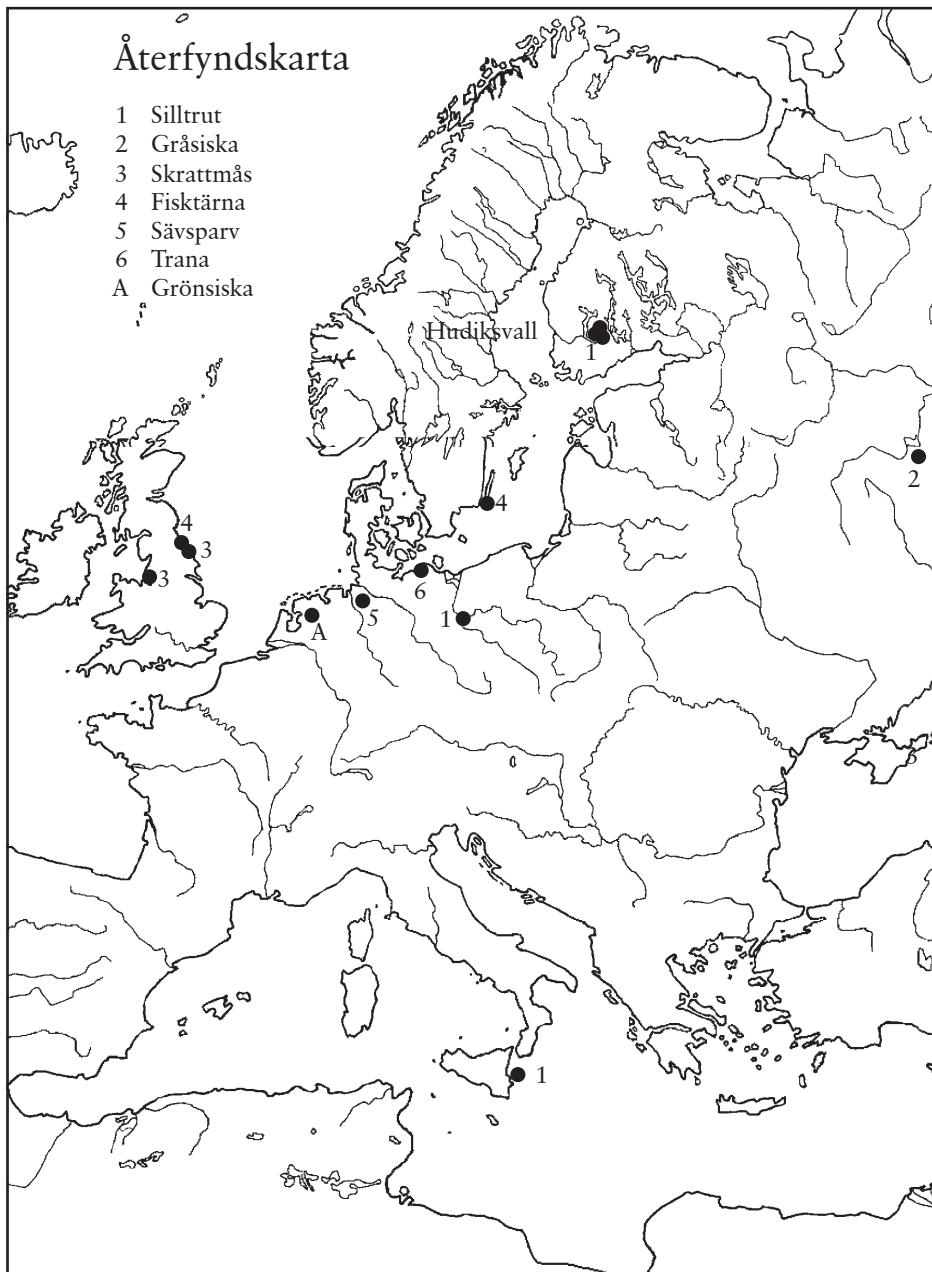 Återfyndskarta
1 Silltrut
2 Gråsiska
3 Skrattmås
4 Fisktärna
5 Sävsparv
6 Trana
A Grönsiska
Hudiksvall
1
2
4
4
3
3
6
5
A
1
1